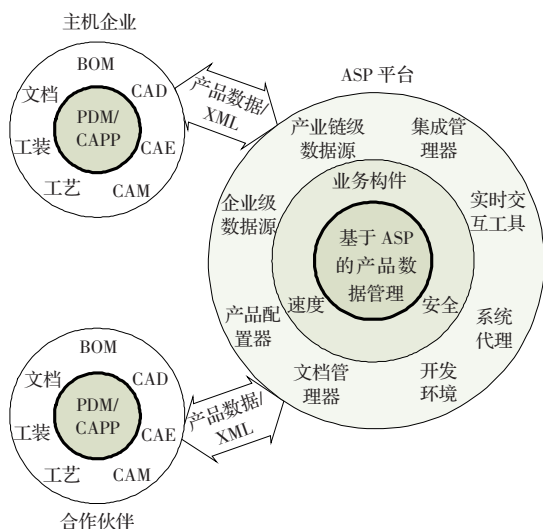 主机企业
BOM
文档
CAD
PDM/
CAPP
工装
CAE
工艺
CAM
产品数据/
XML
ASP 平台
产业链级
数据源
集成管
理器
业务构件
企业级
数据源
实时交
互工具
基于 ASP
的产品数
据管理
速度
安全
产品配
置器
系统
代理
文档管
理器
开发
环境
BOM
文档
CAD
PDM/
CAPP
工装
CAE
工艺
CAM
产品数据/
XML
合作伙伴